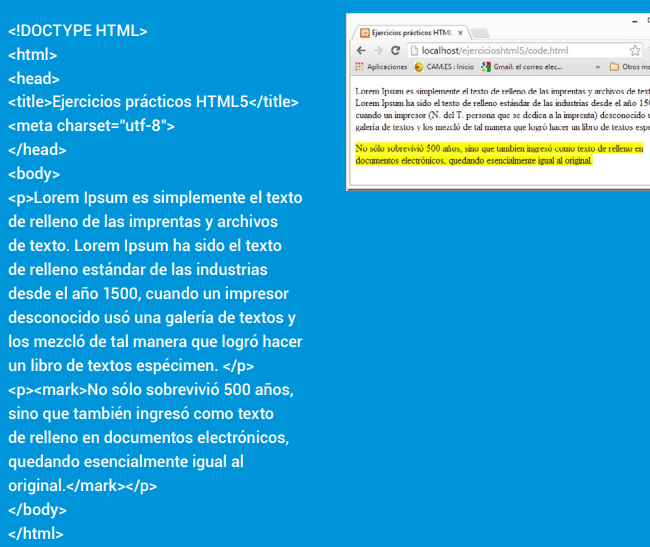 <!DOCTYPE HTML>
<html>
<head>
<title>Ejercicios prácticos HTML5</title>
<meta charset="utf-8">
</head>
<body>
<p>Lorem Ipsum es simplemente el texto
de relleno de las imprentas y archivos
de texto. Lorem Ipsum ha sido el texto
de relleno estándar de las industrias
desde el año 1500, cuando un impresor
desconocido usó una galería de textos y
los mezcló de tal manera que logró hacer
un libro de textos espécimen. </p>
<p><mark>No sólo sobrevivió 500 años,
sino que también ingresó como texto
de relleno en documentos electrónicos,
quedando esencialmente igual al
original.</mark></p>
</body>
</html>
Ejercicios prácticos HTML
localhost/ejercicioshtml5/code.html
Aplicaciones CAM.ES : Inicio Gmail: el correo elec... » Otros
Lorem Ipsum es simplemente el texto de relleno de las imprentas y archivos de
Lorem Ipsum ha sido el texto de relleno estándar de las industrias desde el año
cuando un impresor (N. del T. persona que se dedica a la imprenta) desconocido
galería de textos y los mezcló de tal manera que logró hacer un libro de textos
No sólo sobrevivió 500 años, sino que tambien ingresó como texto de relleno en
documentos electrónicos, quedando esencialmente igual al original.